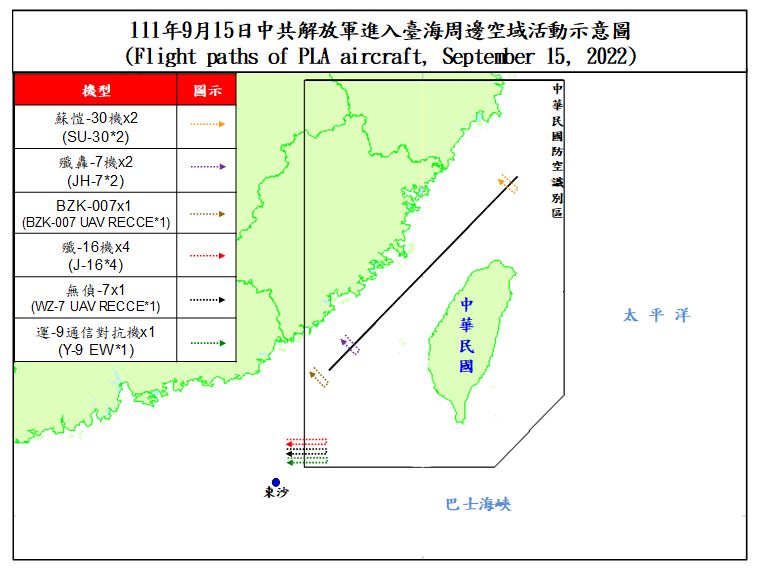 111年9月15日中共解放軍進入臺海周邊空域活動示意圖
(Flight paths of PLA aircraft, September 15, 2022)
機型 圖示
蘇愷-30機x2
(SU-30*2)
殲轟-7機x2
(JH-7*2)
BZK-007x1
(BZK-007 UAV RECCE*1)
殲-16機x4
(J-16*4)
無偵-7x1
(WZ-7 UAV RECCE*1)
運-9通信對抗機x1
(Y-9 EW*1)
中華民國防空識別區
中華民國
太平洋
東沙
巴士海峽